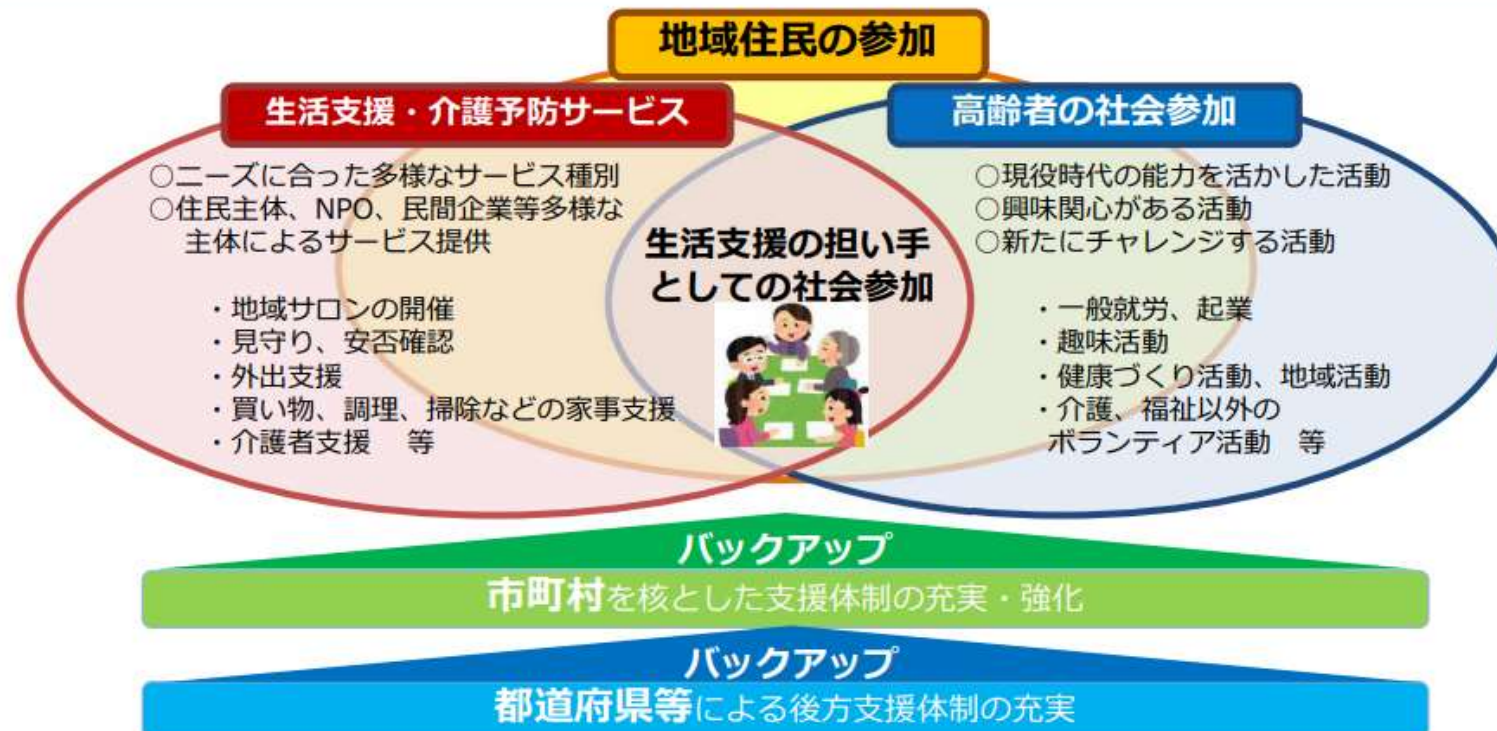 地域住民の参加
生活支援・介護予防サービス
○ニーズに合った多様なサービス種別
○住民主体、NPO、民間企業等多様な
主体によるサービス提供
・地域サロンの開催
・見守り、安否確認
・外出支援
・買い物、調理、掃除などの家事支援
・介護者支援　等
生活支援の担い手
としての社会参加
高齢者の社会参加
○現役時代の能力を活かした活動
○興味関心がある活動
○新たにチャレンジする活動
・一般就労、起業
・趣味活動
・健康づくり活動、地域活動
・介護、福祉以外の
ボランティア活動　等
バックアップ
市町村を核とした支援体制の充実・強化
バックアップ
都道府県等による後方支援体制の充実